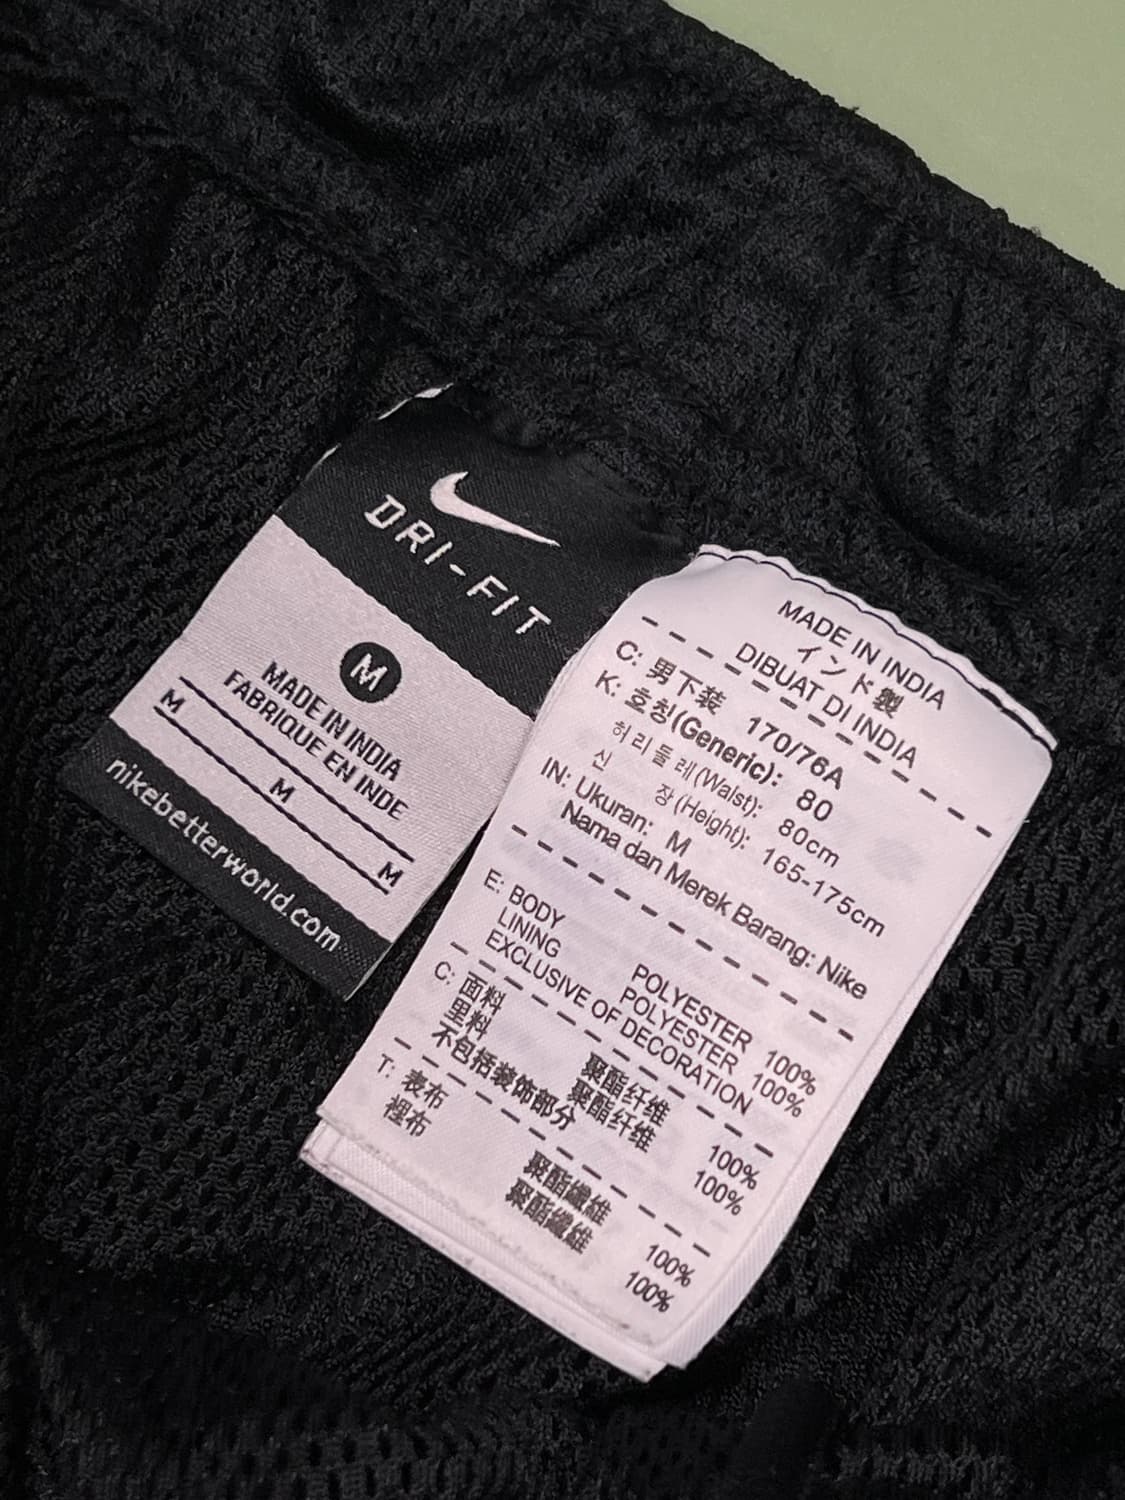 DRI-FIT
M
MADE IN INDIA
FABRIQUE EN INDE
M M M
nikebetterworld.com
MADE IN INDIA
インド製
DIBUAT DI INDIA
C: 男下装 170/76A
K: 호칭(Generic): 80
허리둘레(Waist): 80cm
신 장(Height): 165-175cm
IN: Ukuran: M
Nama dan Merek Barang: Nike
E: BODY POLYESTER 100%
LINING POLYESTER 100%
EXCLUSIVE OF DECORATION
C: 面料 聚酯纤维 100%
里料 聚酯纤维 100%
不包括装饰部分
T: 表布 聚酯纖維 100%
裡布 聚酯纖維 100%